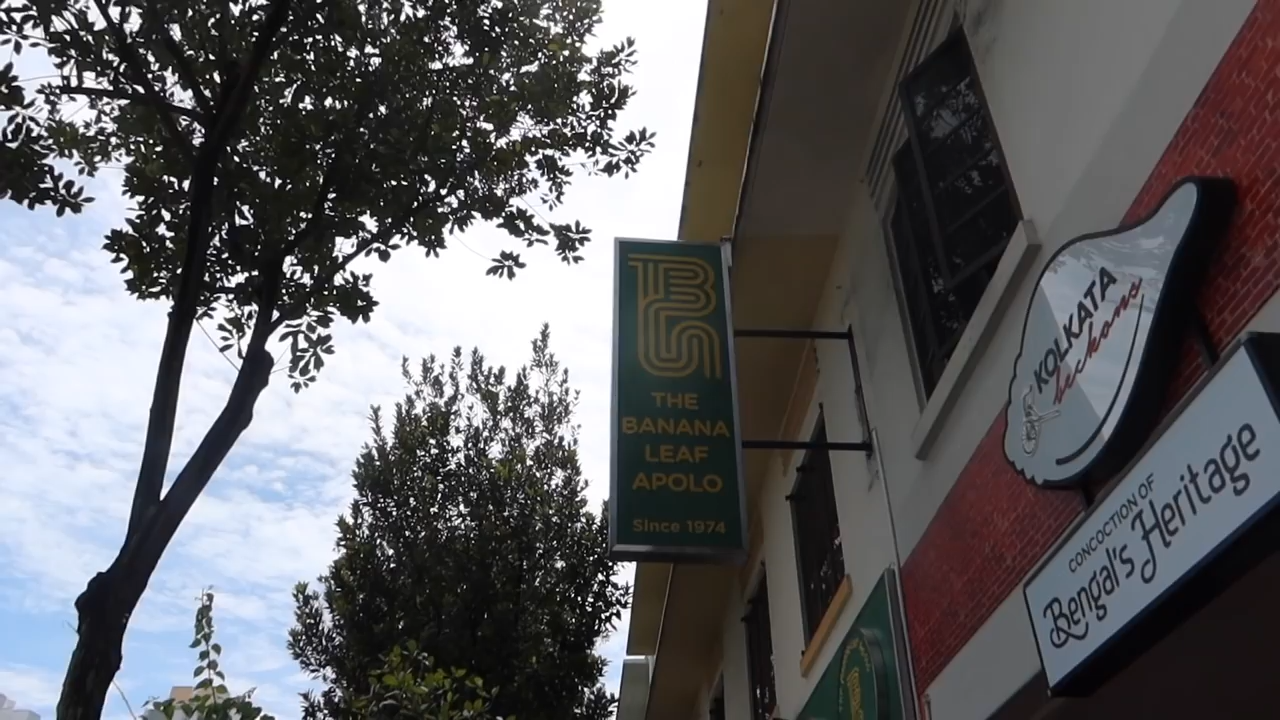 THE
BANANA
LEAF
APOLO
Since 1974
KOLKATA
beckons
CONCOCTION OF
Bengal's Heritage